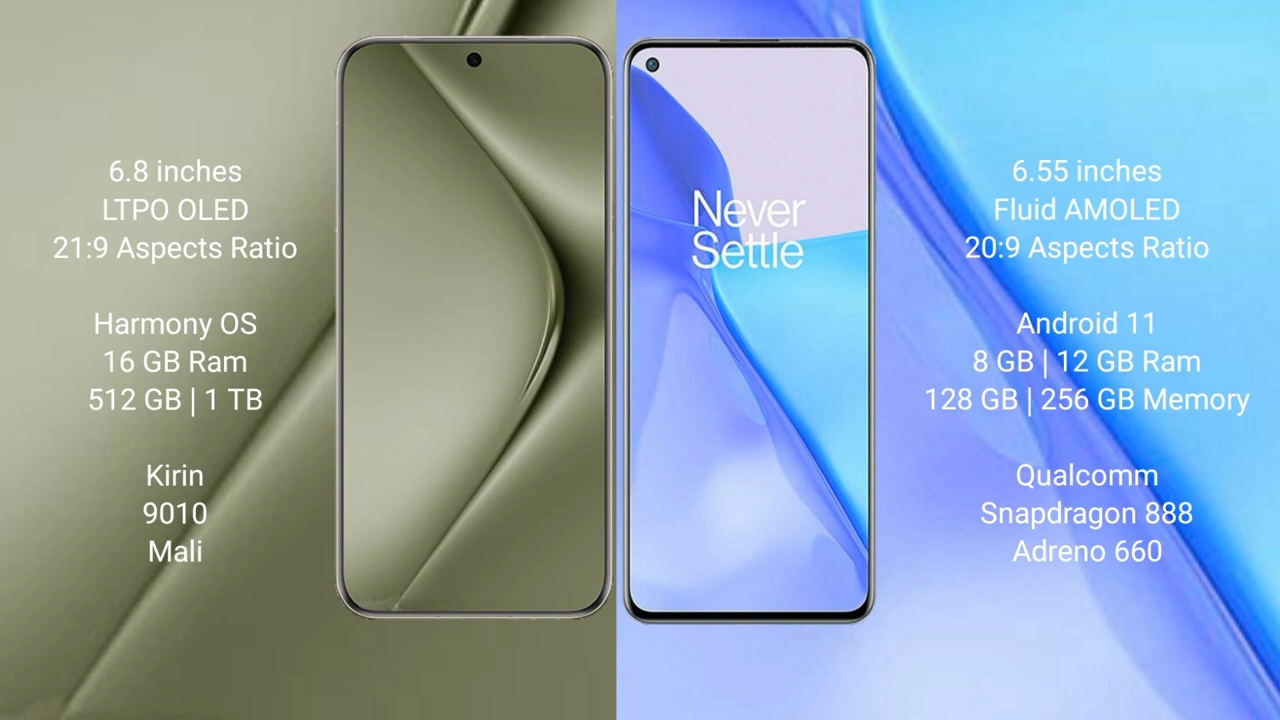 6.8 inches
LTPO OLED
21:9 Aspects Ratio
Harmony OS
16 GB Ram
512 GB | 1 TB
Kirin
9010
Mali
Never
Settle
6.55 inches
Fluid AMOLED
20:9 Aspects Ratio
Android 11
8 GB | 12 GB Ram
128 GB | 256 GB Memory
Qualcomm
Snapdragon 888
Adreno 660